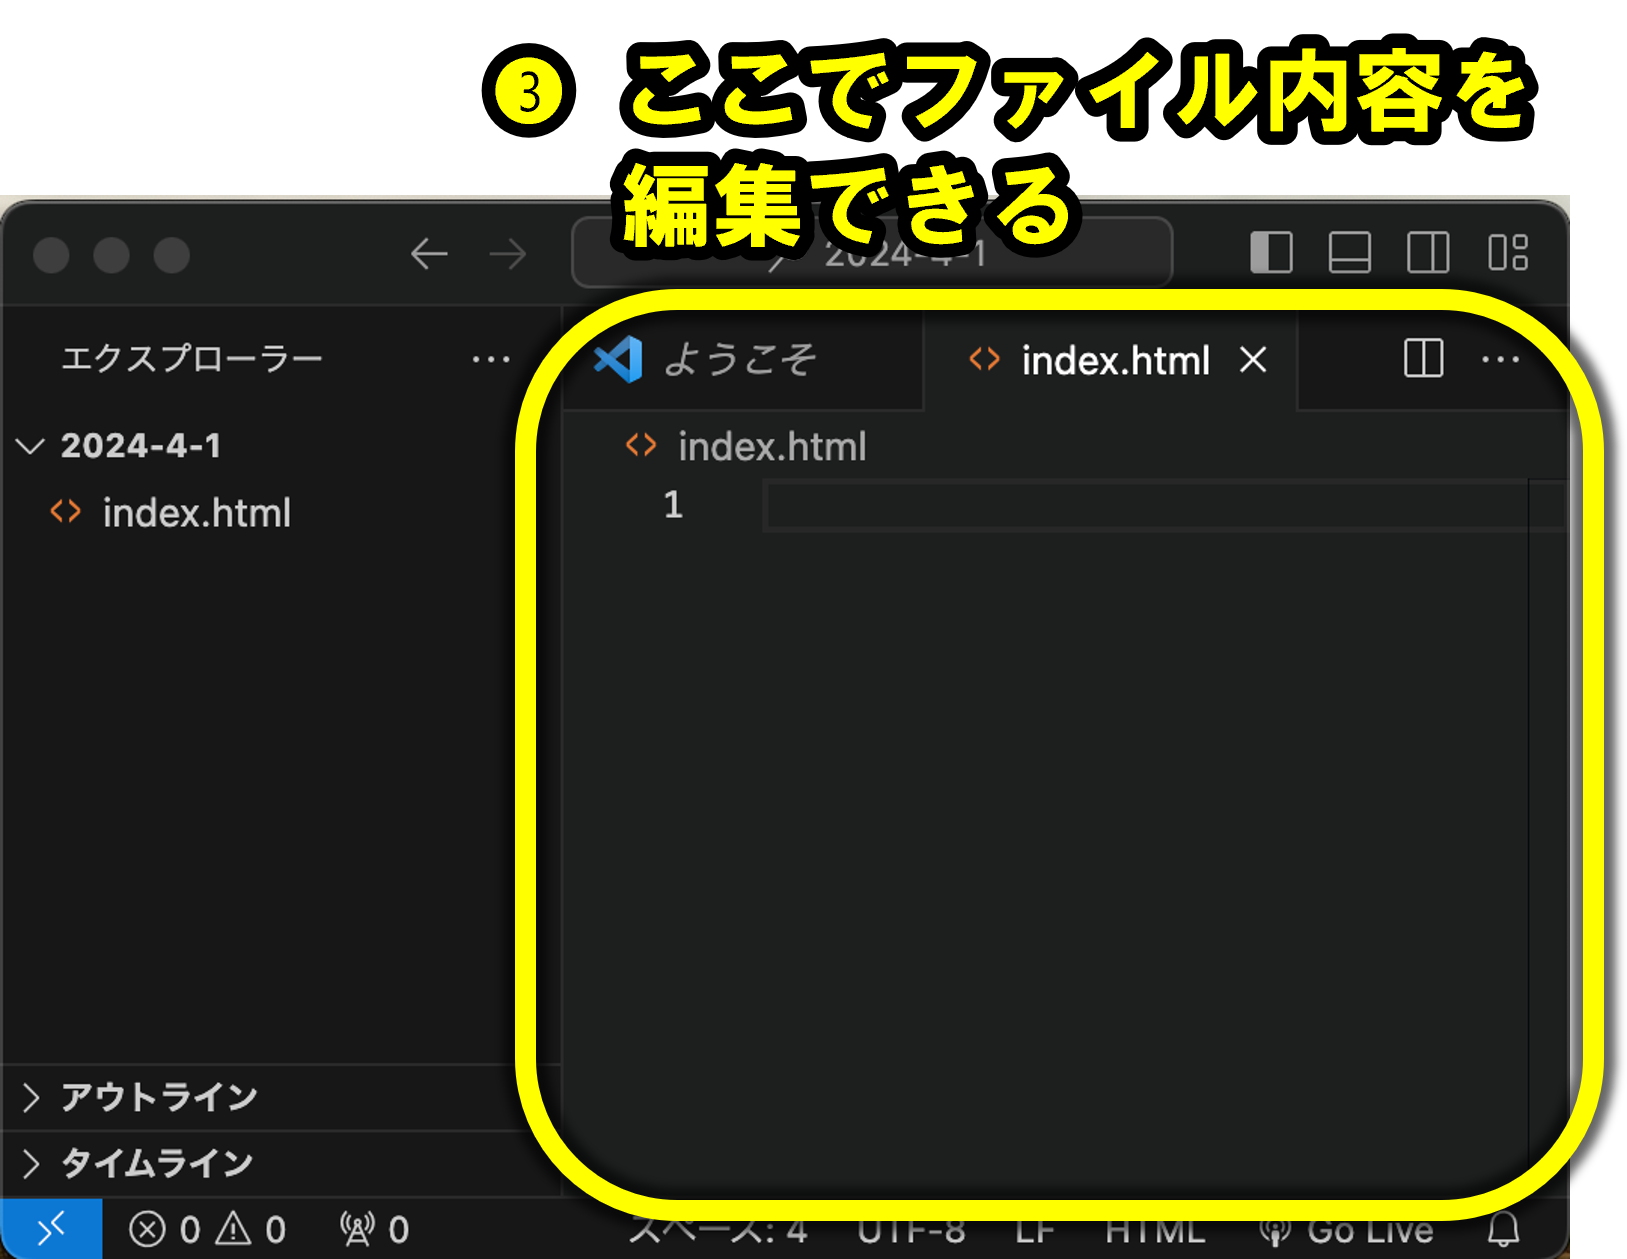 ❸ ここでファイル内容を
編集できる
2024-4-1
エクスプローラー
ようこそ
index.html
2024-4-1
index.html
index.html
1
アウトライン
タイムライン
0 0 0
スペース: 4 UTF-8 LF HTML Go Live